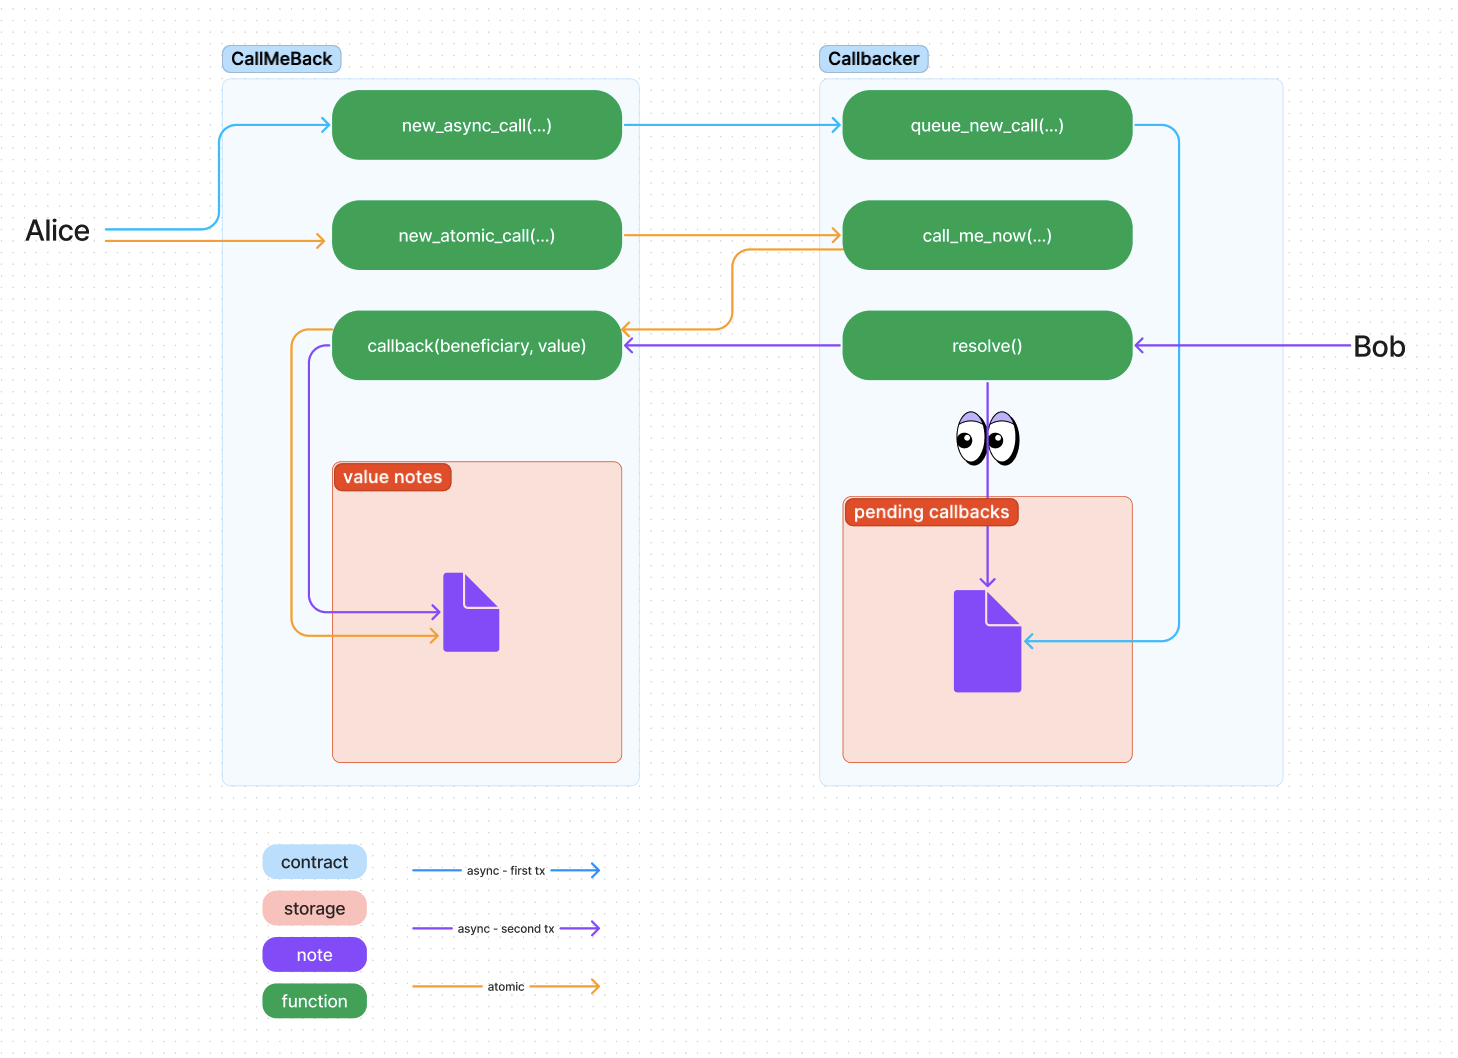 CallMeBack
Callbacker
new_async_call(...)
queue_new_call(...)
Alice
new_atomic_call(...)
call_me_now(...)
callback(beneficiary, value)
resolve()
Bob
value notes
pending callbacks
contract
async - first tx
storage
async - second tx
note
atomic
function